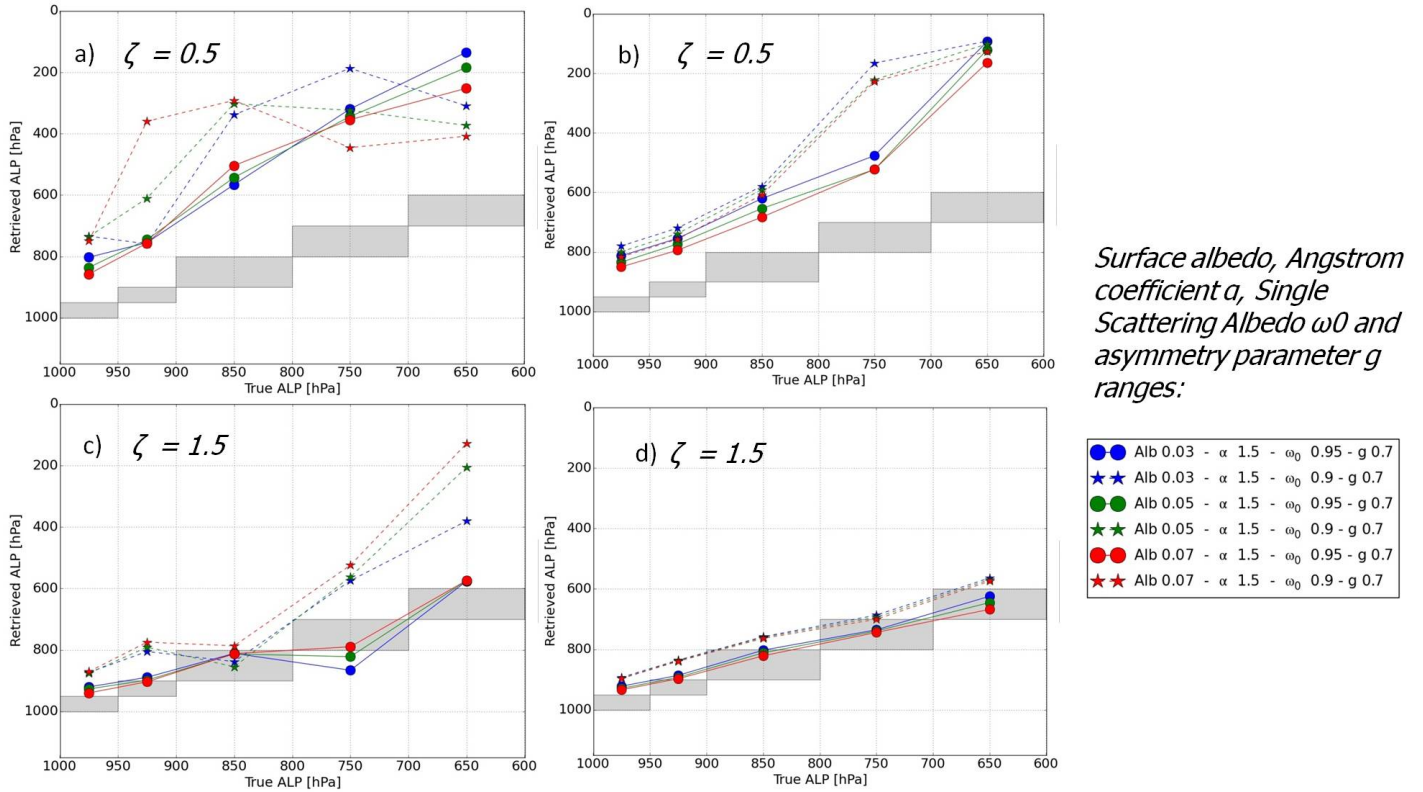 a) ζ = 0.5
0
200
400
600
800
1000
Retrieved ALP [hPa]
1000 950 900 850 800 750 700 650 600
True ALP [hPa]
b) ζ = 0.5
0
200
400
600
800
1000
Retrieved ALP [hPa]
1000 950 900 850 800 750 700 650 600
True ALP [hPa]
c) ζ = 1.5
0
200
400
600
800
1000
Retrieved ALP [hPa]
1000 950 900 850 800 750 700 650 600
True ALP [hPa]
d) ζ = 1.5
0
200
400
600
800
1000
Retrieved ALP [hPa]
1000 950 900 850 800 750 700 650 600
True ALP [hPa]
Surface albedo, Angstrom
coefficient α, Single
Scattering Albedo ω0 and
asymmetry parameter g
ranges:
Alb 0.03 - α 1.5 - ω₀ 0.95 - g 0.7
Alb 0.03 - α 1.5 - ω₀ 0.9 - g 0.7
Alb 0.05 - α 1.5 - ω₀ 0.95 - g 0.7
Alb 0.05 - α 1.5 - ω₀ 0.9 - g 0.7
Alb 0.07 - α 1.5 - ω₀ 0.95 - g 0.7
Alb 0.07 - α 1.5 - ω₀ 0.9 - g 0.7